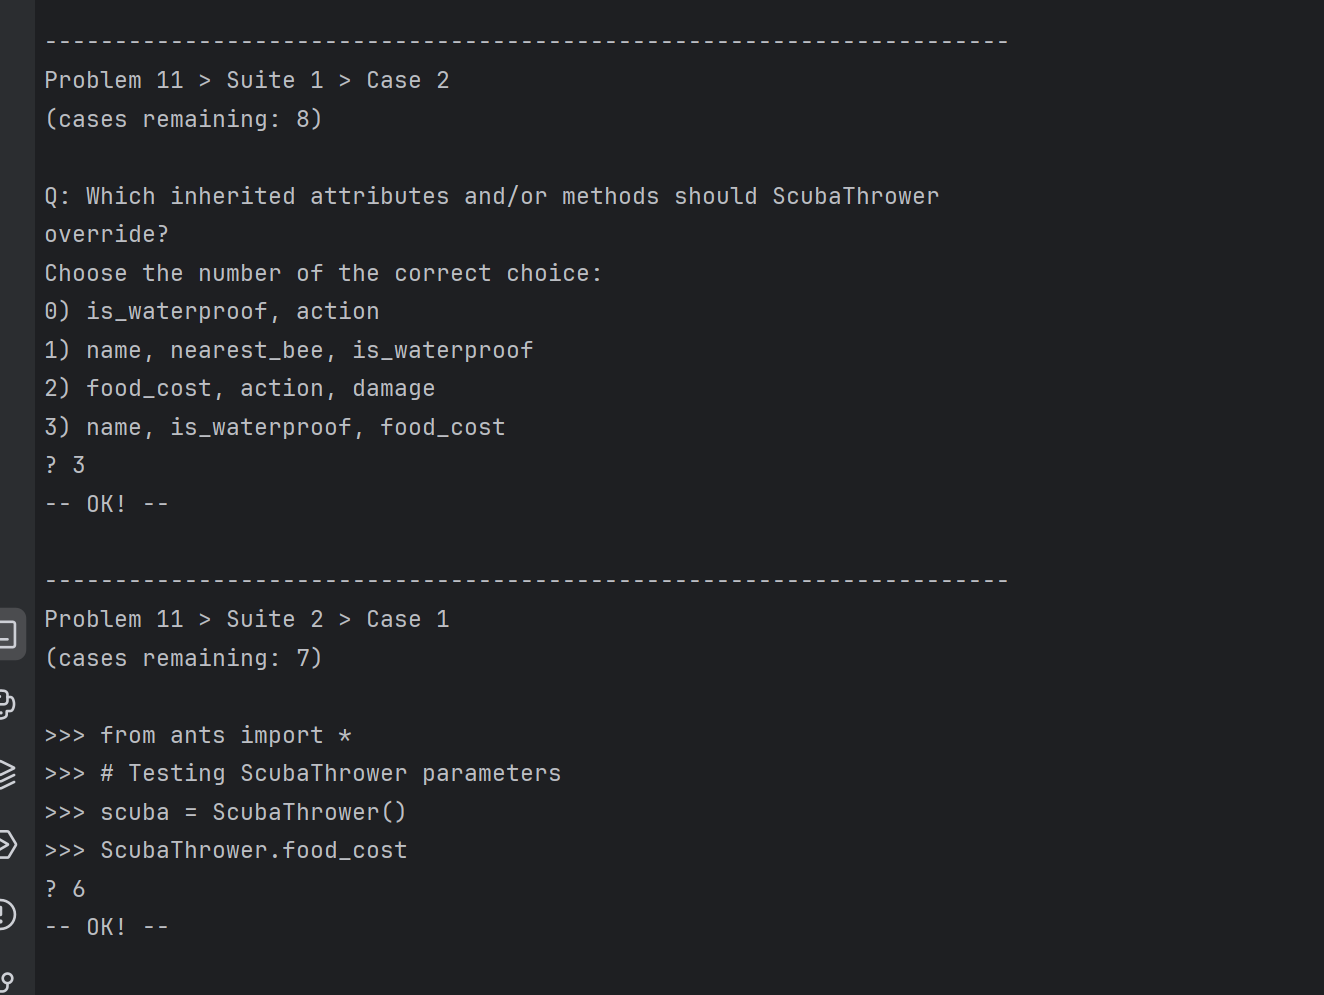 ---------------------------------------------------------------------
Problem 11 > Suite 1 > Case 2
(cases remaining: 8)
Q: Which inherited attributes and/or methods should ScubaThrower
override?
Choose the number of the correct choice:
0) is_waterproof, action
1) name, nearest_bee, is_waterproof
2) food_cost, action, damage
3) name, is_waterproof, food_cost
? 3
-- OK! --
---------------------------------------------------------------------
Problem 11 > Suite 2 > Case 1
(cases remaining: 7)
>>> from ants import *
>>> # Testing ScubaThrower parameters
>>> scuba = ScubaThrower()
>>> ScubaThrower.food_cost
? 6
-- OK! --